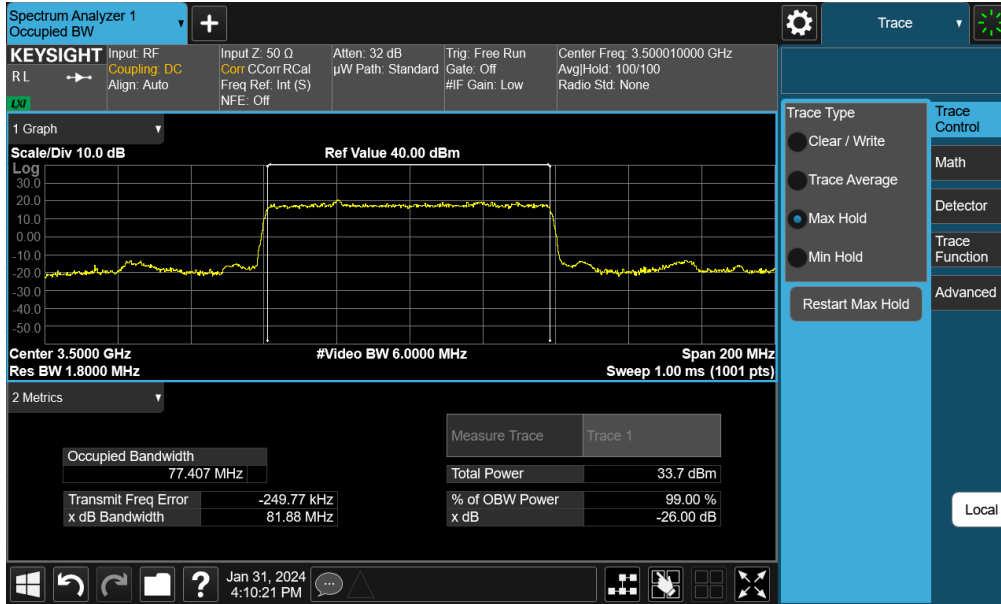 Spectrum Analyzer 1
Occupied BW
Trace
KEYSIGHT
R L
LXI
Input: RF
Coupling: DC
Align: Auto
Input Z: 50 Ω
Corr CCorr RCal
Freq Ref: Int (S)
NFE: Off
Atten: 32 dB
µW Path: Standard
Trig: Free Run
Gate: Off
#IF Gain: Low
Center Freq: 3.500010000 GHz
Avg|Hold: 100/100
Radio Std: None
1 Graph
Scale/Div 10.0 dB
Ref Value 40.00 dBm
Log
30.0
20.0
10.0
0.00
-10.0
-20.0
-30.0
-40.0
-50.0
Center 3.5000 GHz
#Video BW 6.0000 MHz
Span 200 MHz
Res BW 1.8000 MHz
Sweep 1.00 ms (1001 pts)
2 Metrics
Measure Trace
Trace 1
Occupied Bandwidth
77.407 MHz
Total Power
33.7 dBm
Transmit Freq Error
-249.77 kHz
% of OBW Power
99.00 %
x dB Bandwidth
81.88 MHz
x dB
-26.00 dB
Trace Type
Clear / Write
Trace Average
Max Hold
Min Hold
Restart Max Hold
Trace
Control
Math
Detector
Trace
Function
Advanced
Local
?
Jan 31, 2024
4:10:21 PM